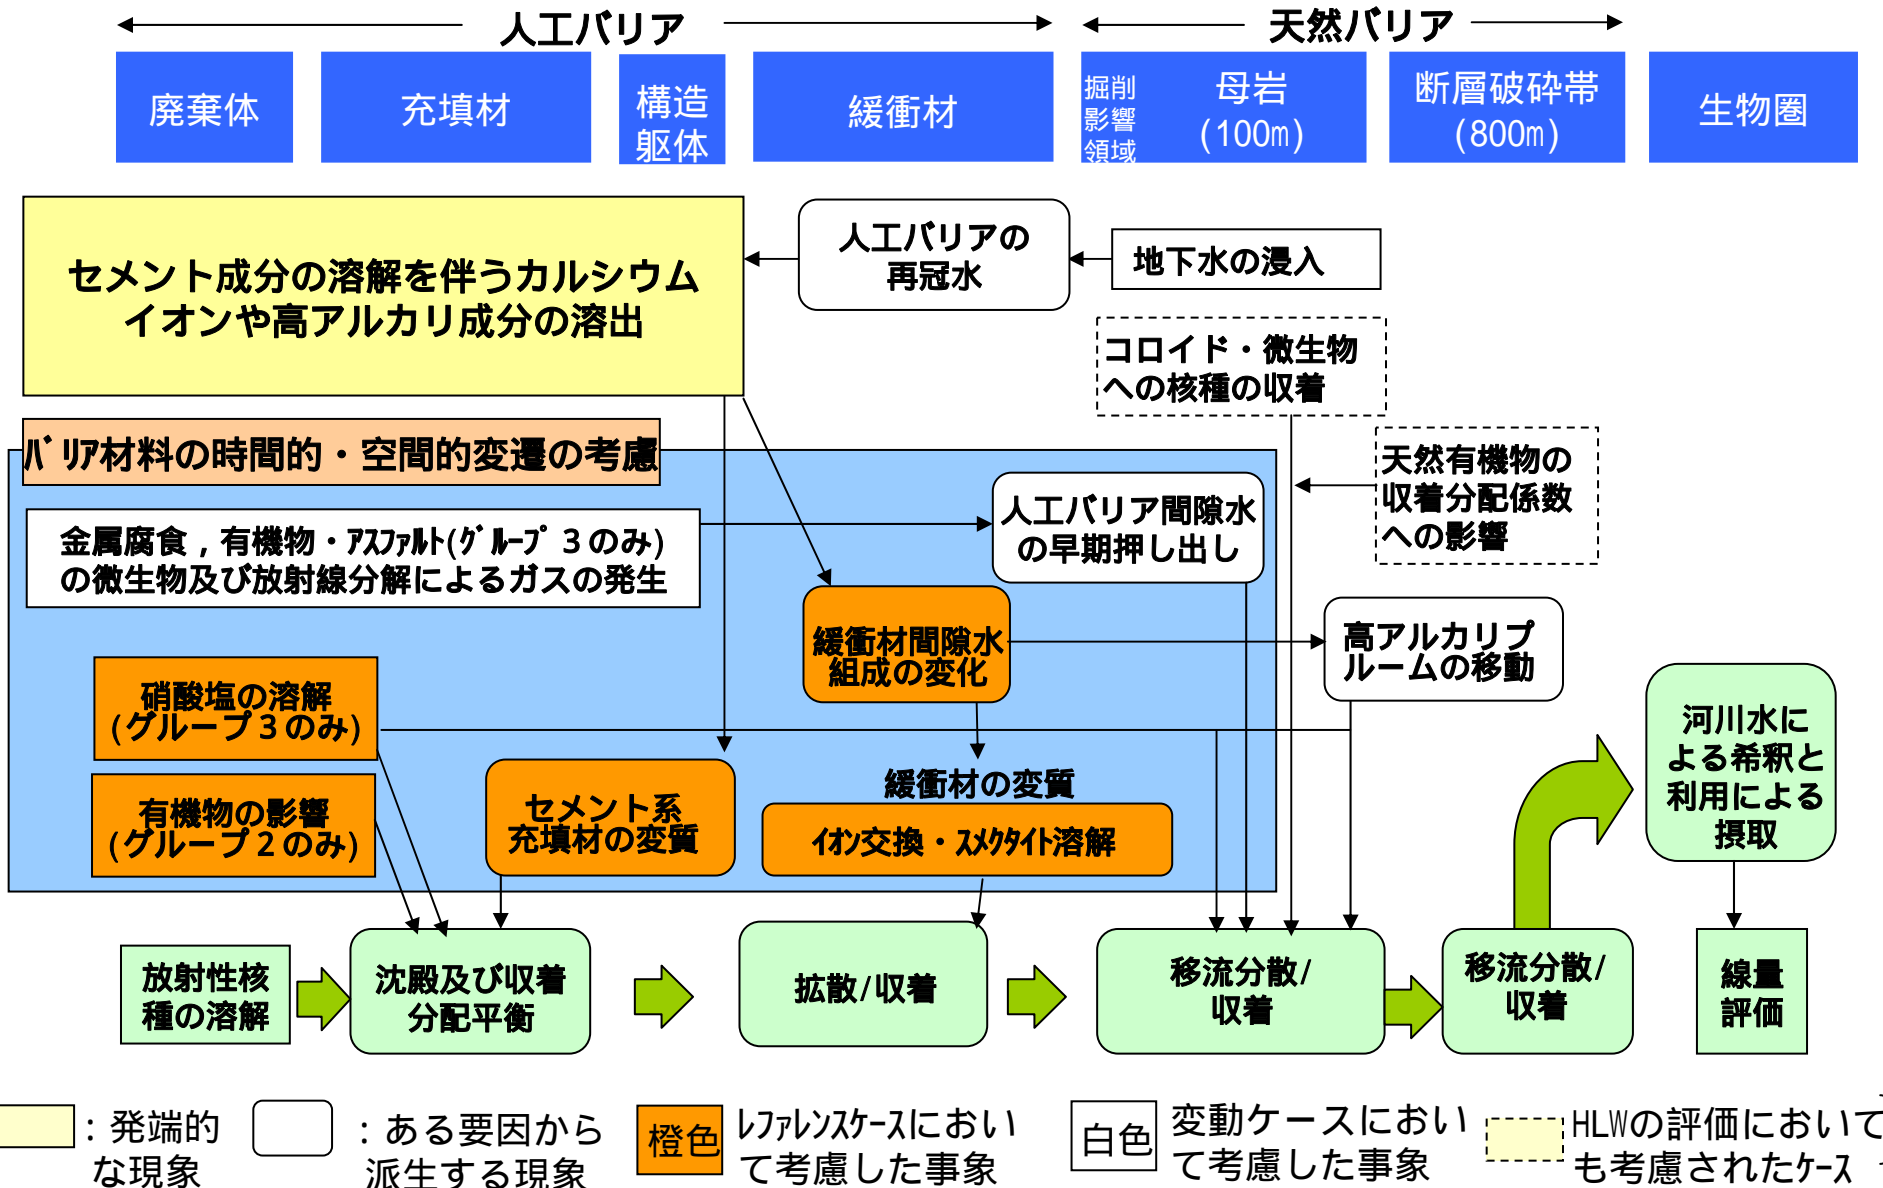 人工バリア
天然バリア
廃棄体
充填材
構造
躯体
緩衝材
掘削
影響
領域
母岩
(100m)
断層破砕帯
(800m)
生物圏
セメント成分の溶解を伴うカルシウム
イオンや高アルカリ成分の溶出
人工バリアの
再冠水
地下水の浸入
コロイド・微生物
への核種の収着
ﾊﾞﾘｱ材料の時間的・空間的変遷の考慮
天然有機物の
収着分配係数
への影響
金属腐食，有機物・ｱｽﾌｧﾙﾄ(ｸﾞﾙｰﾌﾟ３のみ)
の微生物及び放射線分解によるガスの発生
人工バリア間隙水
の早期押し出し
緩衝材間隙水
組成の変化
高アルカリプ
ルームの移動
硝酸塩の溶解
(グループ３のみ)
有機物の影響
(グループ２のみ)
セメント系
充填材の変質
緩衝材の変質
ｲｵﾝ交換・ｽﾒｸﾀｲﾄ溶解
河川水に
よる希釈と
利用による
摂取
放射性核
種の溶解
沈殿及び収着
分配平衡
拡散/収着
移流分散/
収着
移流分散/
収着
線量
評価
：発端的
な現象
：ある要因から
派生する現象
橙色
ﾚﾌｧﾚﾝｽｹｰｽにおい
て考慮した事象
白色
変動ケースにおい
て考慮した事象
HLWの評価において
も考慮されたｹｰｽ